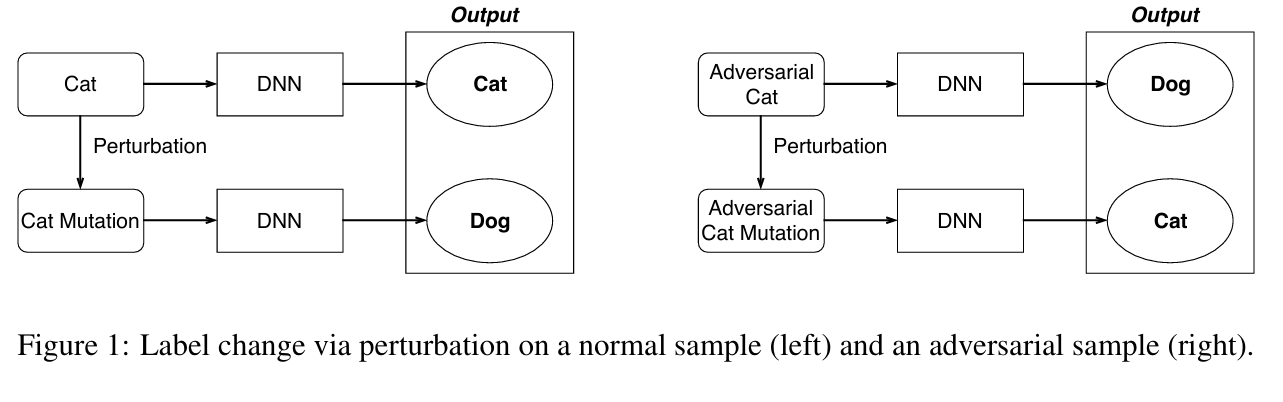 Output
Cat
DNN
Cat
Perturbation
Cat Mutation
DNN
Dog
Output
Adversarial
Cat
DNN
Dog
Perturbation
Adversarial
Cat Mutation
DNN
Cat
Figure 1: Label change via perturbation on a normal sample (left) and an adversarial sample (right).